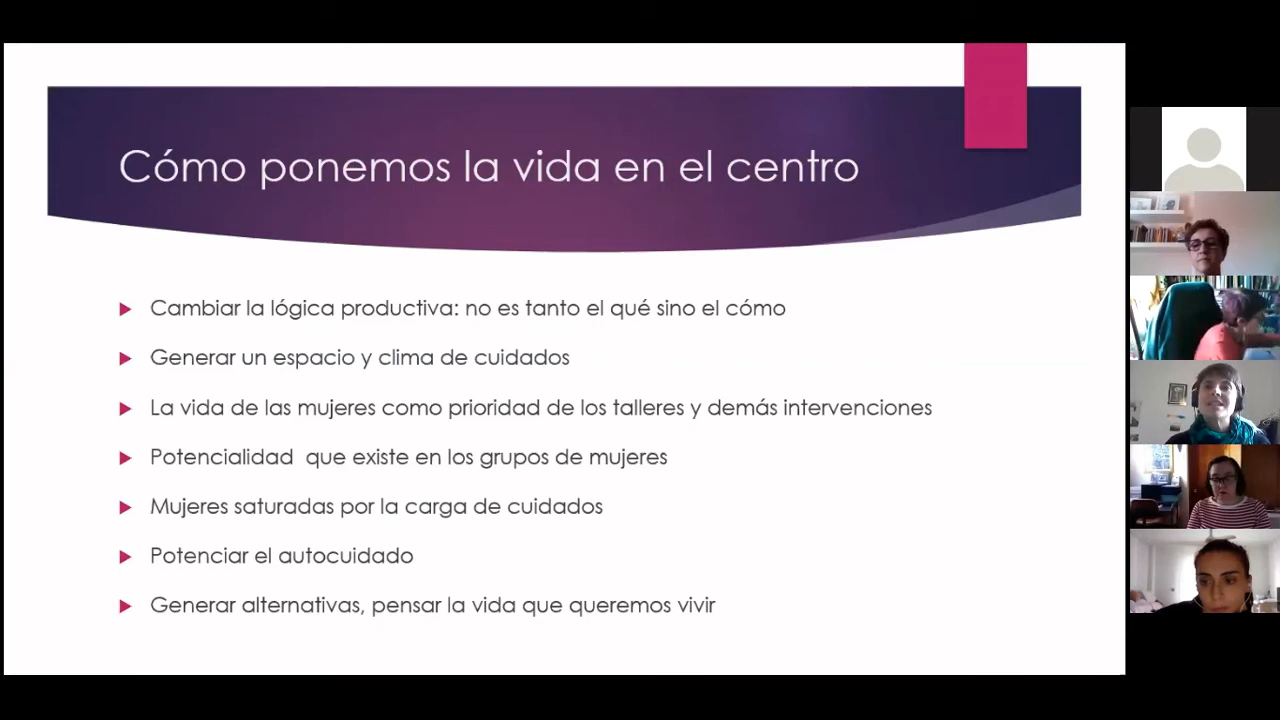 Cómo ponemos la vida en el centro
Cambiar la lógica productiva: no es tanto el qué sino el cómo
Generar un espacio y clima de cuidados
La vida de las mujeres como prioridad de los talleres y demás intervenciones
Potencialidad que existe en los grupos de mujeres
Mujeres saturadas por la carga de cuidados
Potenciar el autocuidado
Generar alternativas, pensar la vida que queremos vivir